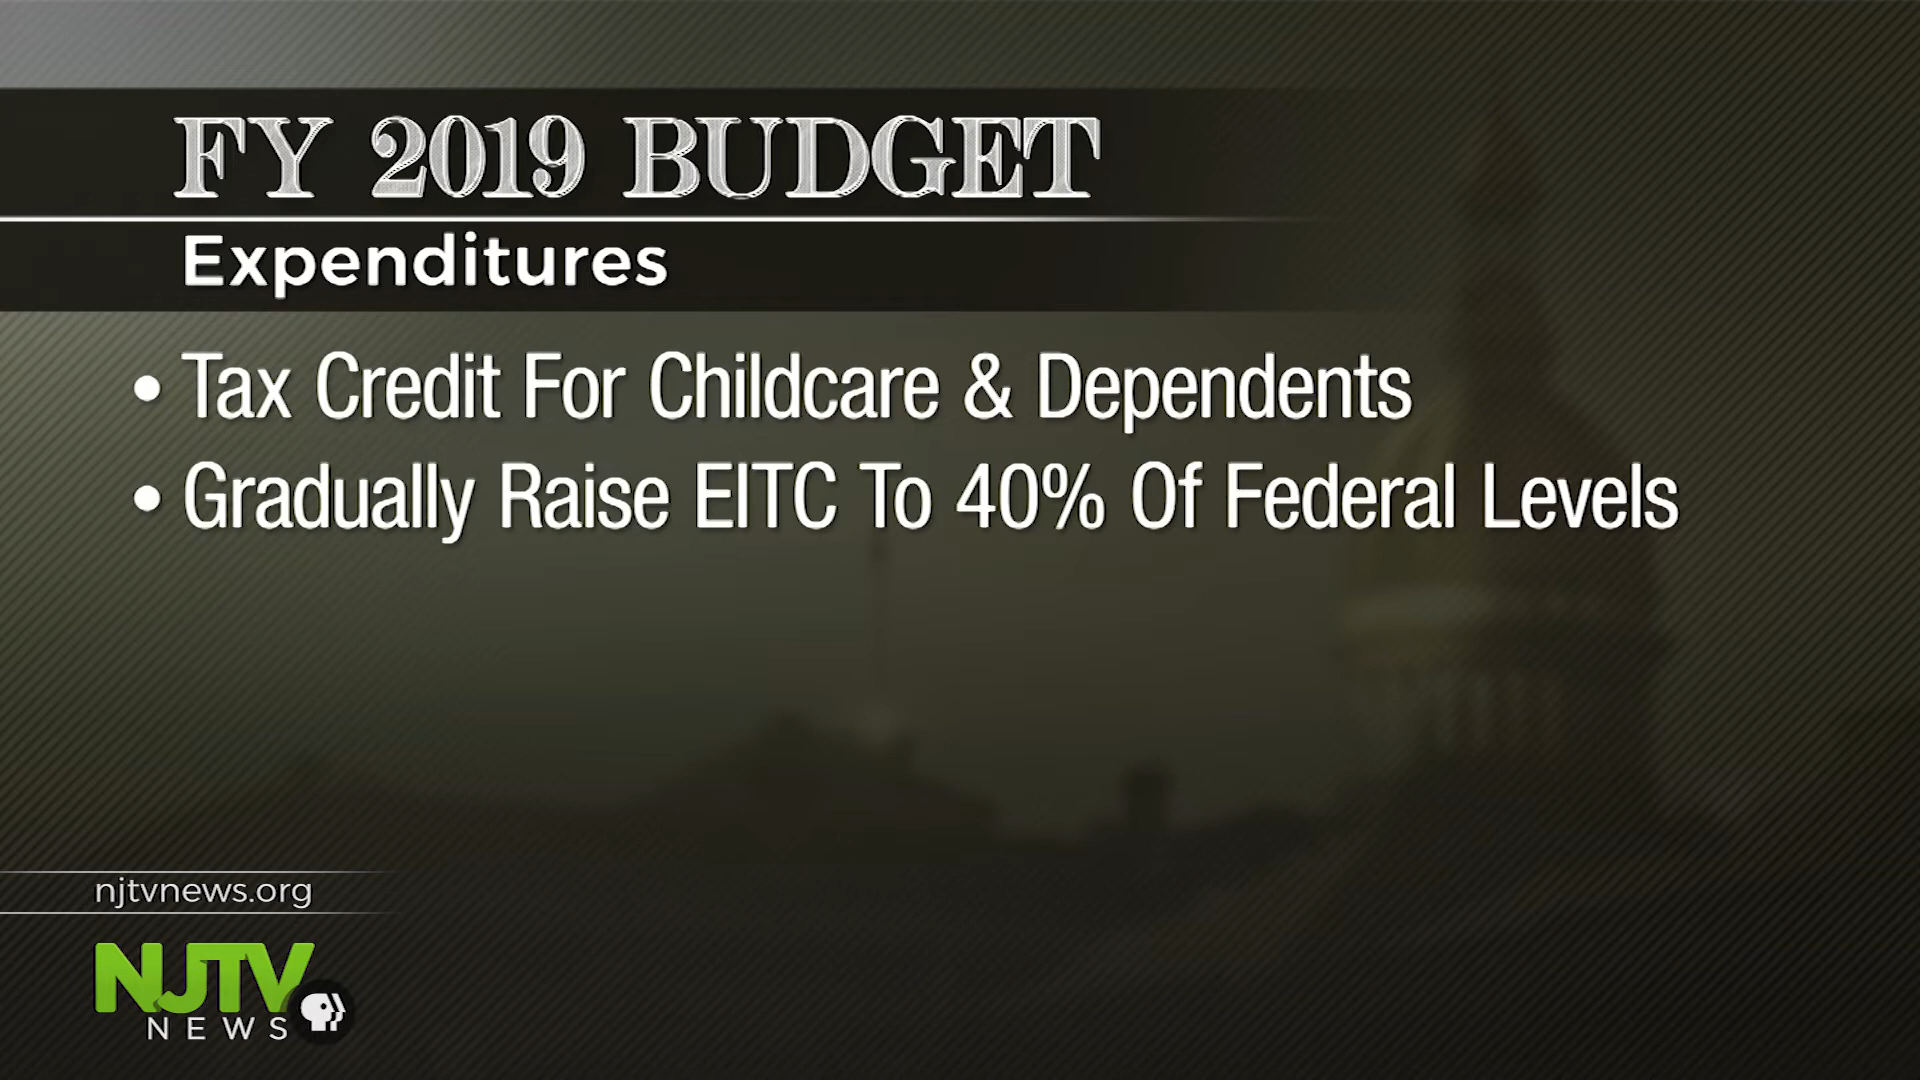 FY 2019 BUDGET
Expenditures
• Tax Credit For Childcare & Dependents
• Gradually Raise EITC To 40% Of Federal Levels
njtvnews.org
NJTV
NEWS